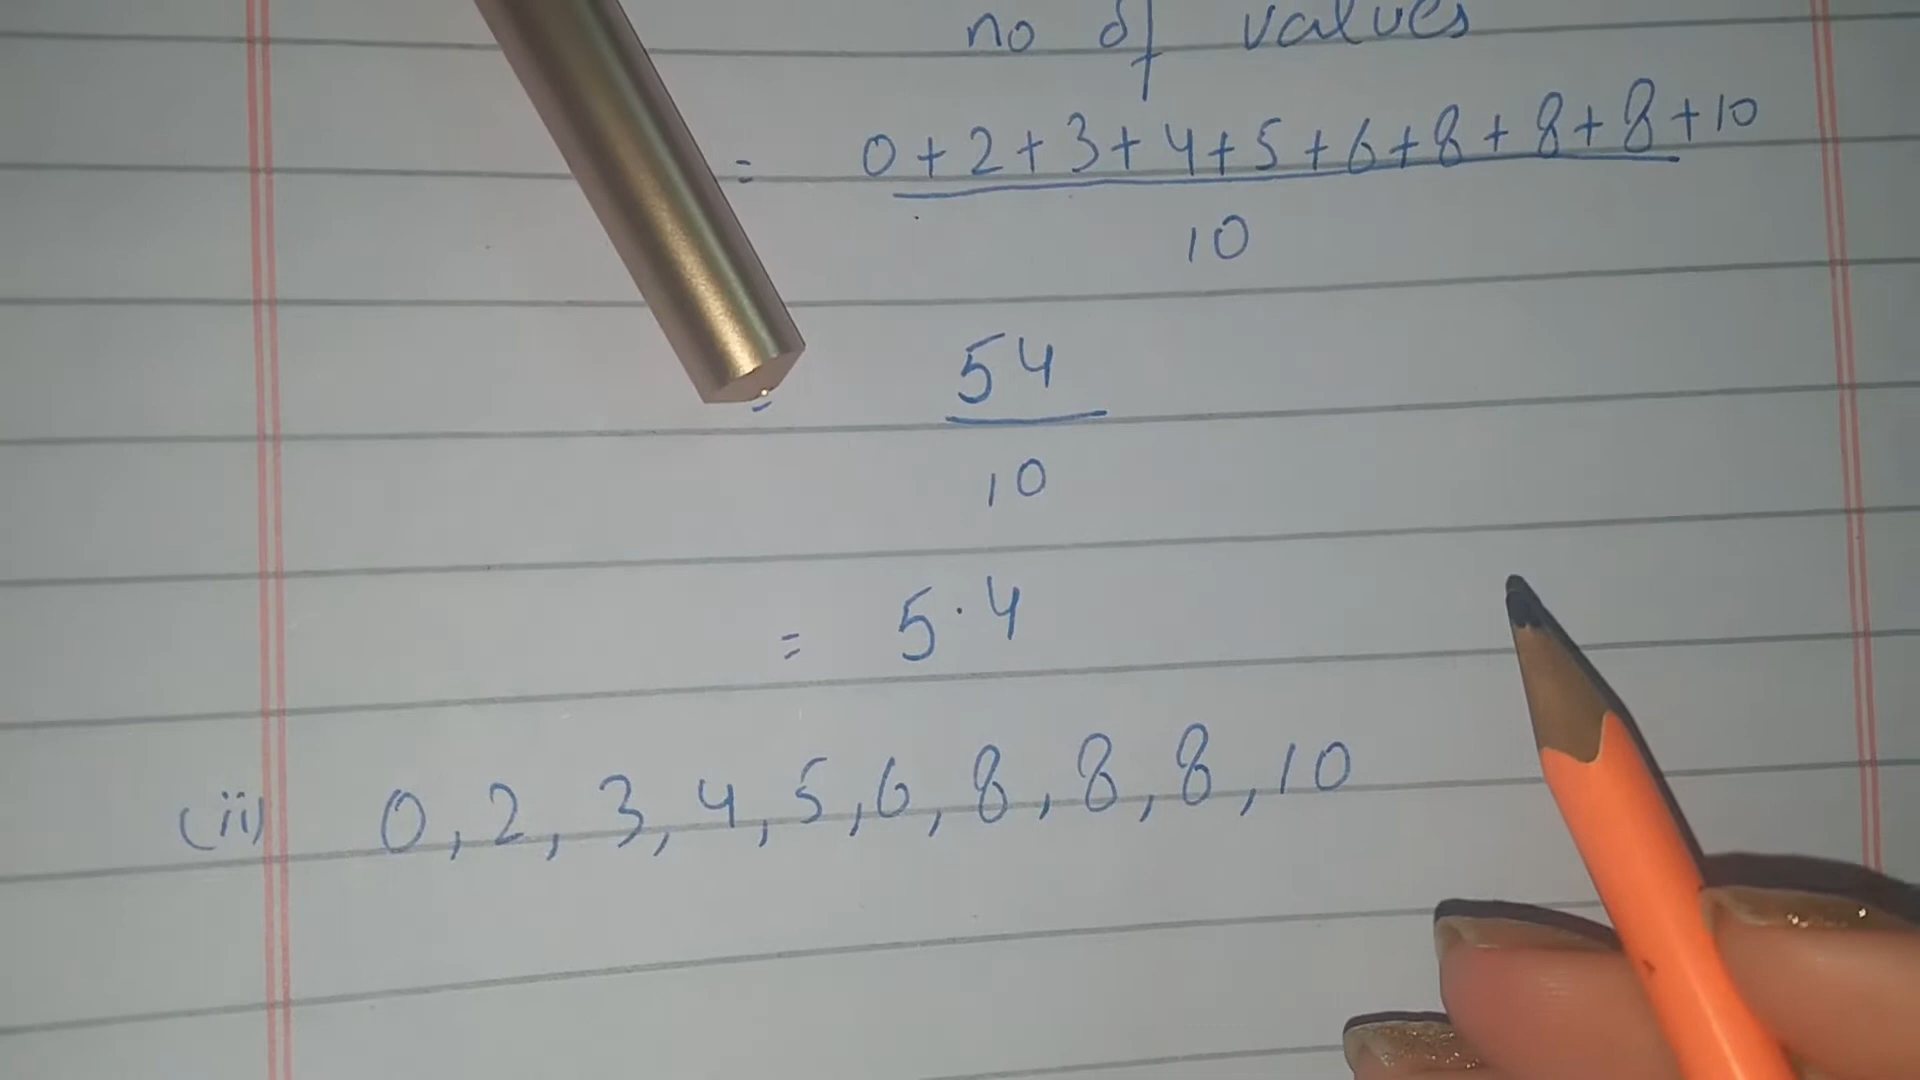 no of values
= 0 + 2 + 3 + 4 + 5 + 6 + 8 + 8 + 8 + 10
10
= 54
10
= 5.4
(ii) 0, 2, 3, 4, 5, 6, 8, 8, 8, 10